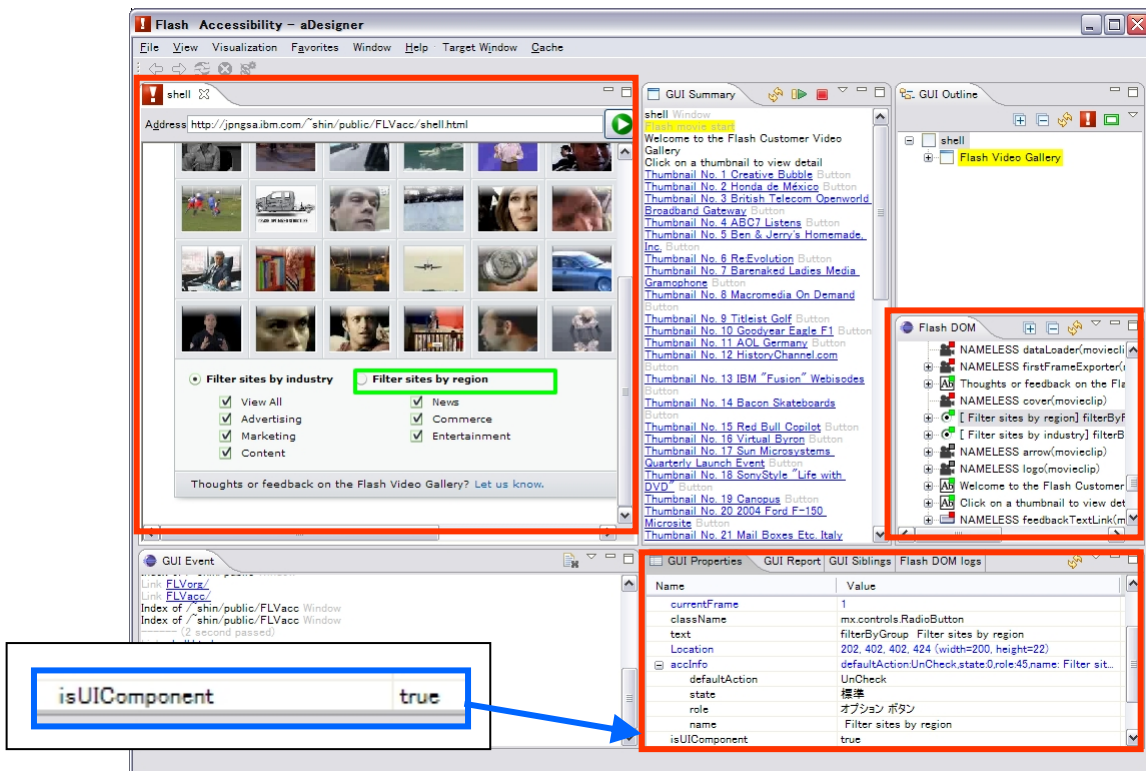 Flash Accessibility - aDesigner
File View Visualization Favorites Window Help Target Window Cache
shell
Address http://jpngsa.ibm.com/~shin/public/FLVacc/shell.html
Filter sites by industry Filter sites by region
View All News
Advertising Commerce
Marketing Entertainment
Content
Thoughts or feedback on the Flash Video Gallery? Let us know.
GUI Summary
shell Window
Flash movie start
Welcome to the Flash Customer Video
Gallery
Click on a thumbnail to view detail
Thumbnail No. 1 Creative Bubble Button
Thumbnail No. 2 Honda de México Button
Thumbnail No. 3 British Telecom Openworld
Broadband Gateway Button
Thumbnail No. 4 ABC7 Listens Button
Thumbnail No. 5 Ben & Jerry's Homemade,
Inc. Button
Thumbnail No. 6 Re:Evolution Button
Thumbnail No. 7 Barenaked Ladies Media
Gramophone Button
Thumbnail No. 8 Macromedia On Demand
Button
Thumbnail No. 9 Titleist Golf Button
Thumbnail No. 10 Goodyear Eagle F1 Button
Thumbnail No. 11 AOL Germany Button
Thumbnail No. 12 HistoryChannel.com
Button
Thumbnail No. 13 IBM "Fusion" Webisodes
Button
Thumbnail No. 14 Bacon Skateboards
Button
Thumbnail No. 15 Red Bull Copilot Button
Thumbnail No. 16 Virtual Byron Button
Thumbnail No. 17 Sun Microsystems
Quarterly Launch Event Button
Thumbnail No. 18 SonyStyle "Life with
DVD" Button
Thumbnail No. 19 Canopus Button
Thumbnail No. 20 2004 Ford F-150
Microsite Button
Thumbnail No. 21 Mail Boxes Etc. Italy
GUI Outline
shell
Flash Video Gallery
Flash DOM
NAMELESS dataLoader(moviecli
NAMELESS firstFrameExporter(
Thoughts or feedback on the Fla
NAMELESS cover(movieclip)
[ Filter sites by region] filterByF
[ Filter sites by industry] filterB
NAMELESS arrow(movieclip)
NAMELESS logo(movieclip)
Welcome to the Flash Customer
Click on a thumbnail to view det
NAMELESS feedbackTextLink(m
GUI Event
Index of /~shin/public Window
Link FLVorg/
Link FLVacc/
Index of /~shin/public/FLVacc Window
Index of /~shin/public/FLVacc Window
------ (2 second passed)
GUI Properties GUI Report GUI Siblings Flash DOM logs
Name Value
currentFrame 1
className mx.controls.RadioButton
text filterByGroup Filter sites by region
Location 202, 402, 402, 424 (width=200, height=22)
accInfo defaultAction:UnCheck,state:0,role:45,name: Filter sit...
defaultAction UnCheck
state 標準
role オプション ボタン
name Filter sites by region
isUIComponent true
isUIComponent true